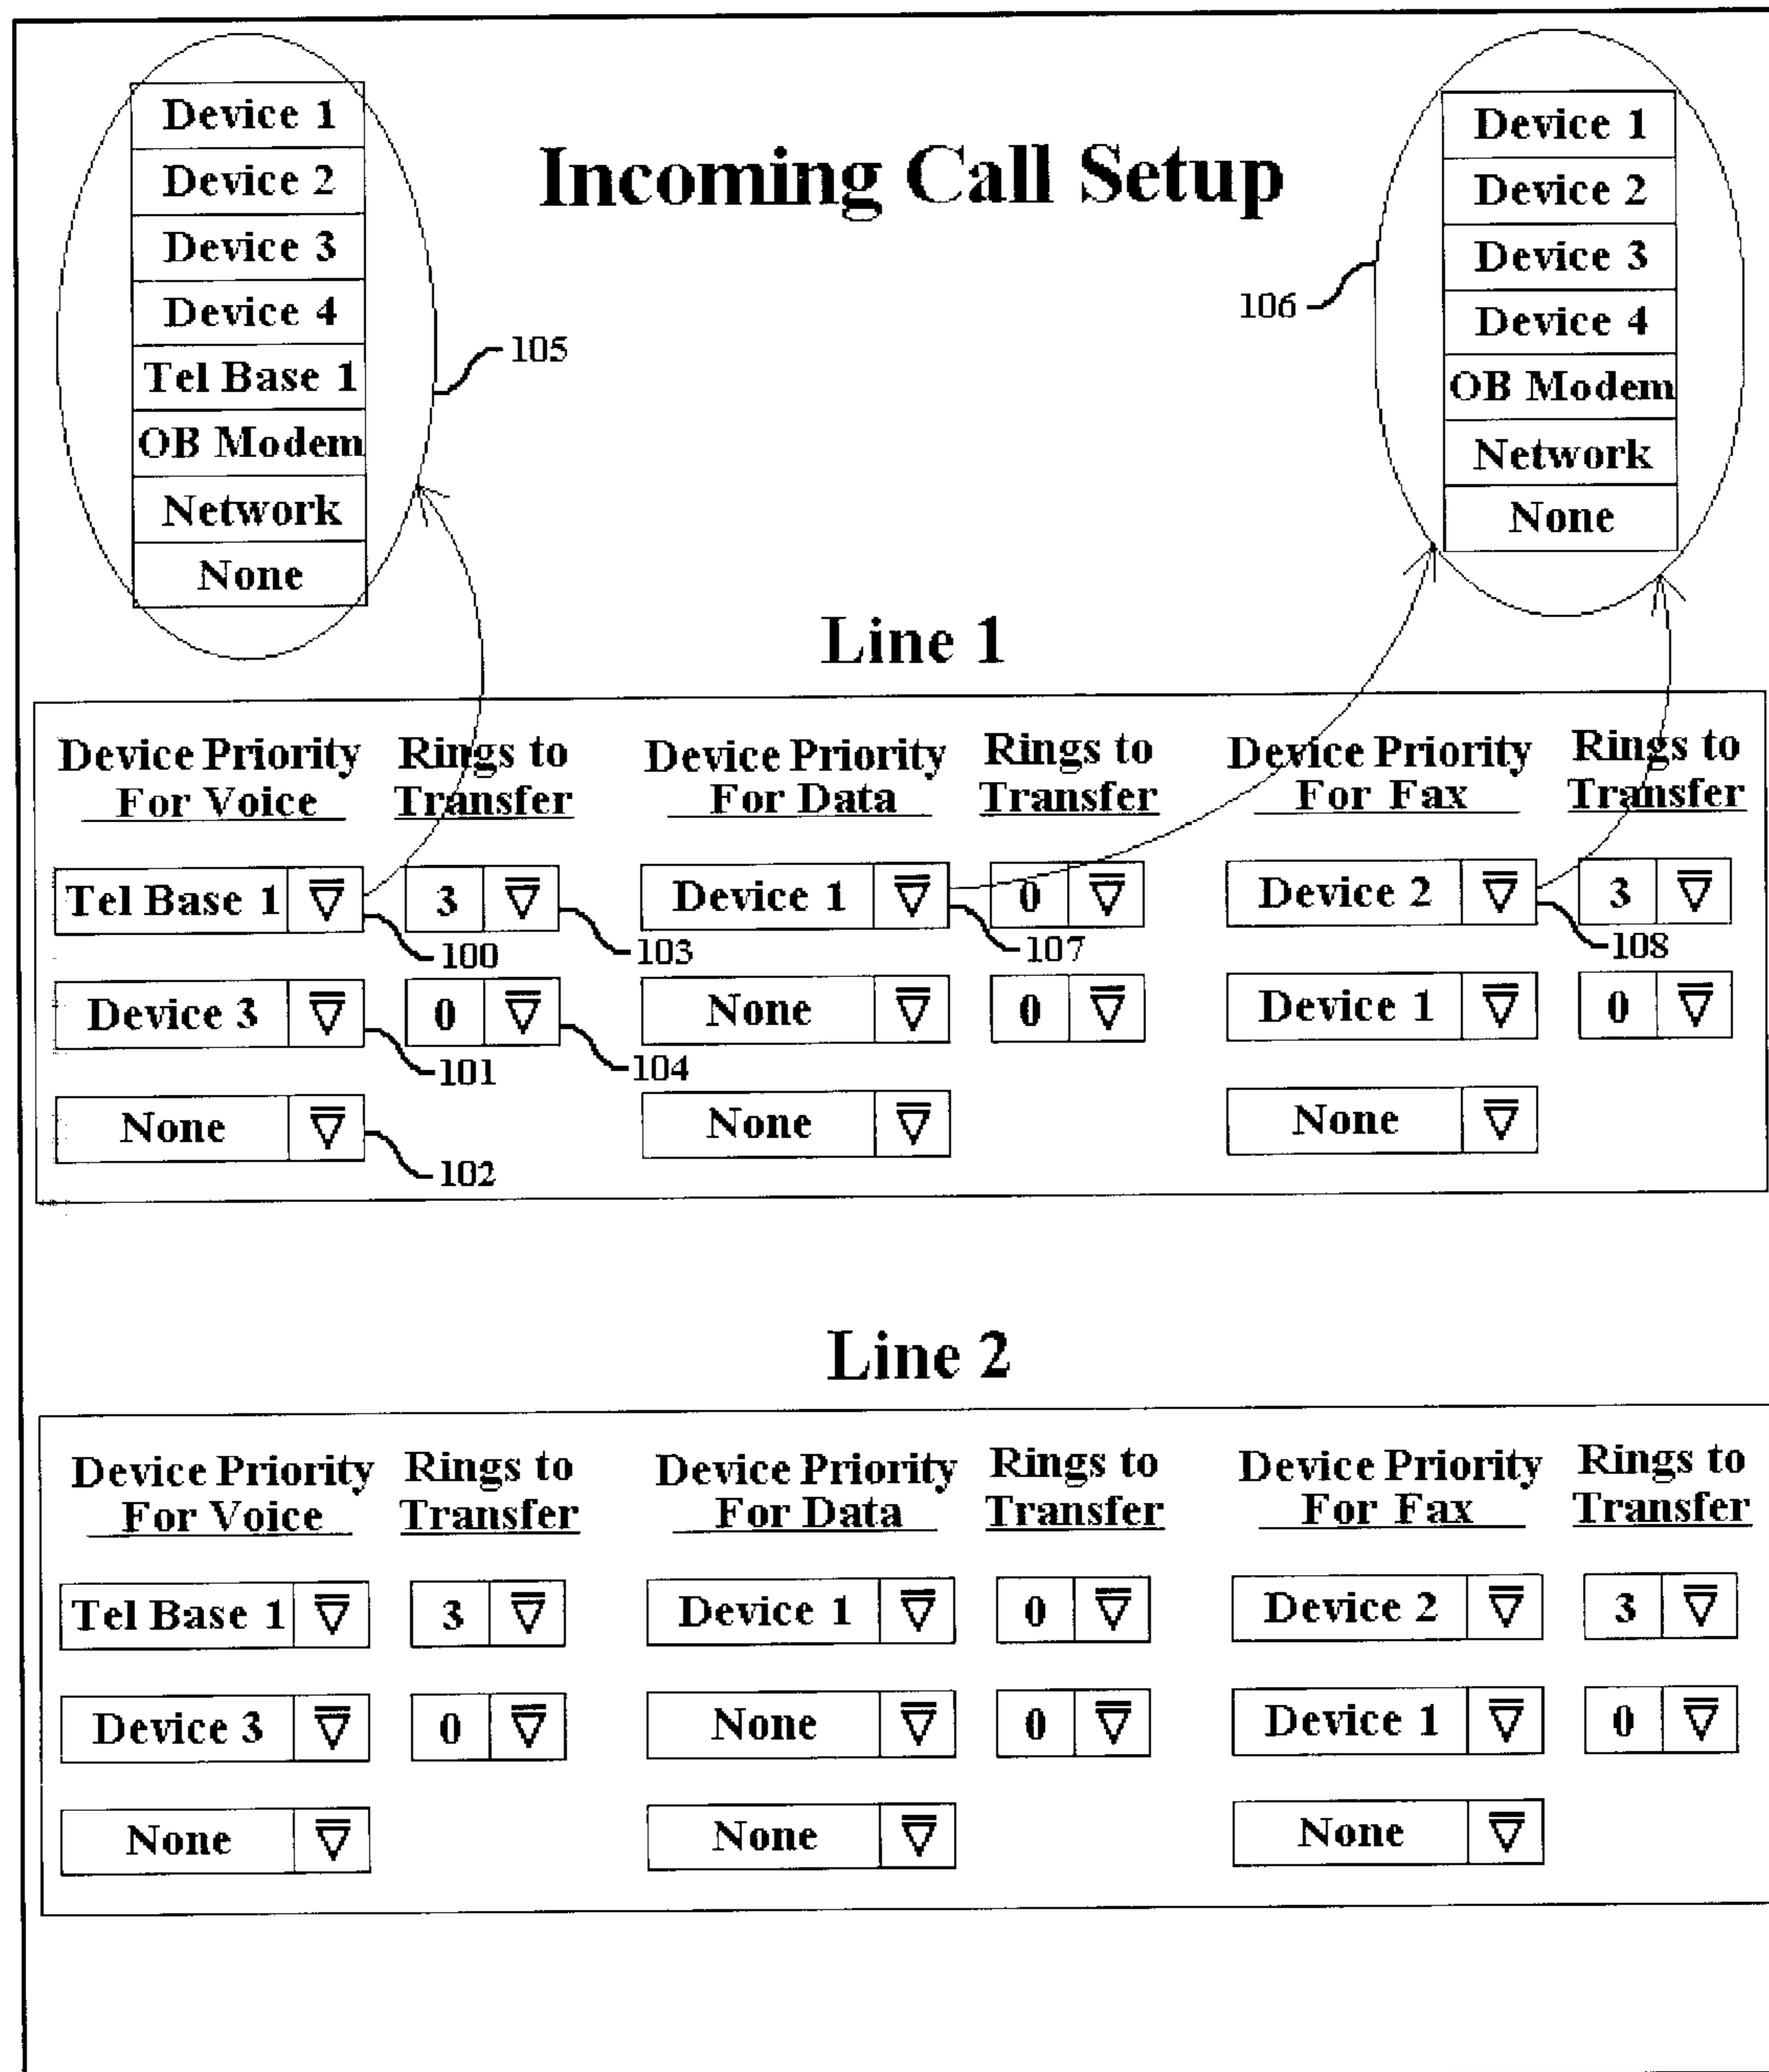 Incoming Call Setup
Device 1
Device 2
Device 3
Device 4
Tel Base 1
OB Modem
Network
None
105
Device 1
Device 2
Device 3
Device 4
OB Modem
Network
None
106
Line 1
Device Priority For Voice
Rings to Transfer
Device Priority For Data
Rings to Transfer
Device Priority For Fax
Rings to Transfer
Tel Base 1 3 Device 1 0 Device 2 3
100 103 107 108
Device 3 0 None 0 Device 1 0
101 104
None None None
102
Line 2
Device Priority For Voice
Rings to Transfer
Device Priority For Data
Rings to Transfer
Device Priority For Fax
Rings to Transfer
Tel Base 1 3 Device 1 0 Device 2 3
Device 3 0 None 0 Device 1 0
None None None